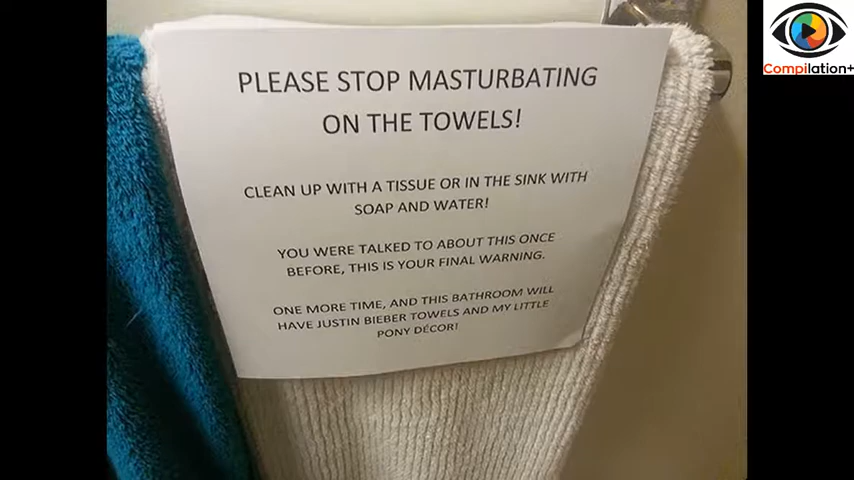 PLEASE STOP MASTURBATING
ON THE TOWELS!
CLEAN UP WITH A TISSUE OR IN THE SINK WITH
SOAP AND WATER!
YOU WERE TALKED TO ABOUT THIS ONCE
BEFORE, THIS IS YOUR FINAL WARNING.
ONE MORE TIME, AND THIS BATHROOM WILL
HAVE JUSTIN BIEBER TOWELS AND MY LITTLE
PONY DÉCOR!
Compilation+